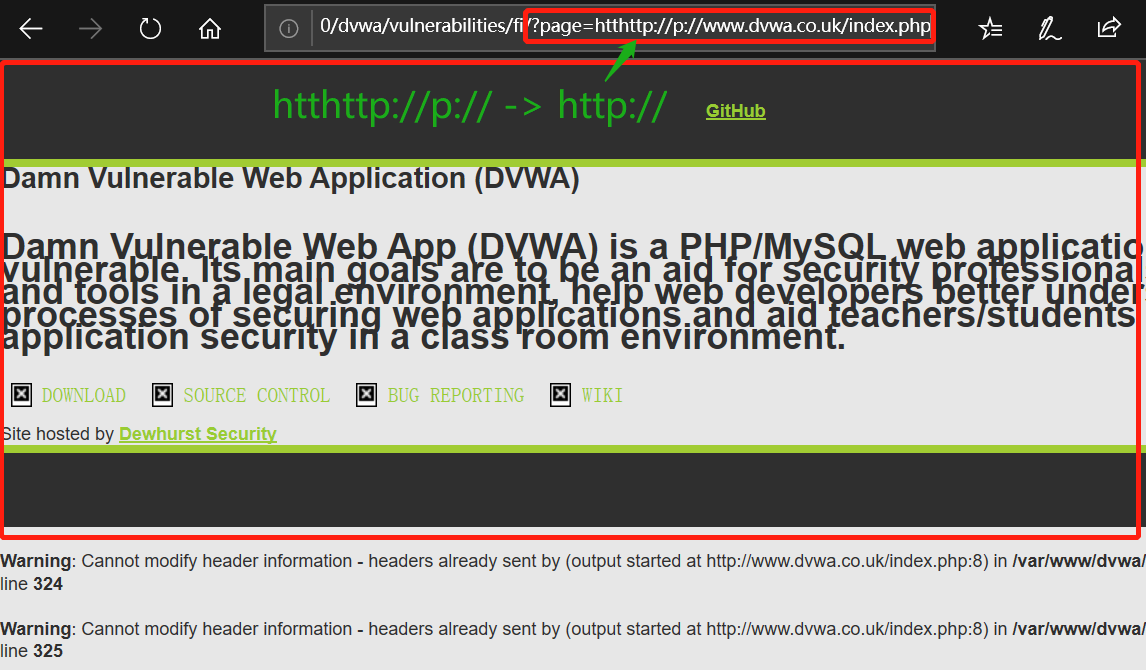 0/dvwa/vulnerabilities/fi/?page=htthttp://p://www.dvwa.co.uk/index.php
htthttp://p:// -> http://
GitHub
Damn Vulnerable Web Application (DVWA)
Damn Vulnerable Web App (DVWA) is a PHP/MySQL web applicatio
vulnerable. Its main goals are to be an aid for security professional
and tools in a legal environment, help web developers better under
processes of securing web applications and aid teachers/students
application security in a class room environment.
DOWNLOAD SOURCE CONTROL BUG REPORTING WIKI
Site hosted by Dewhurst Security
Warning: Cannot modify header information - headers already sent by (output started at http://www.dvwa.co.uk/index.php:8) in /var/www/dvwa/
line 324
Warning: Cannot modify header information - headers already sent by (output started at http://www.dvwa.co.uk/index.php:8) in /var/www/dvwa/
line 325